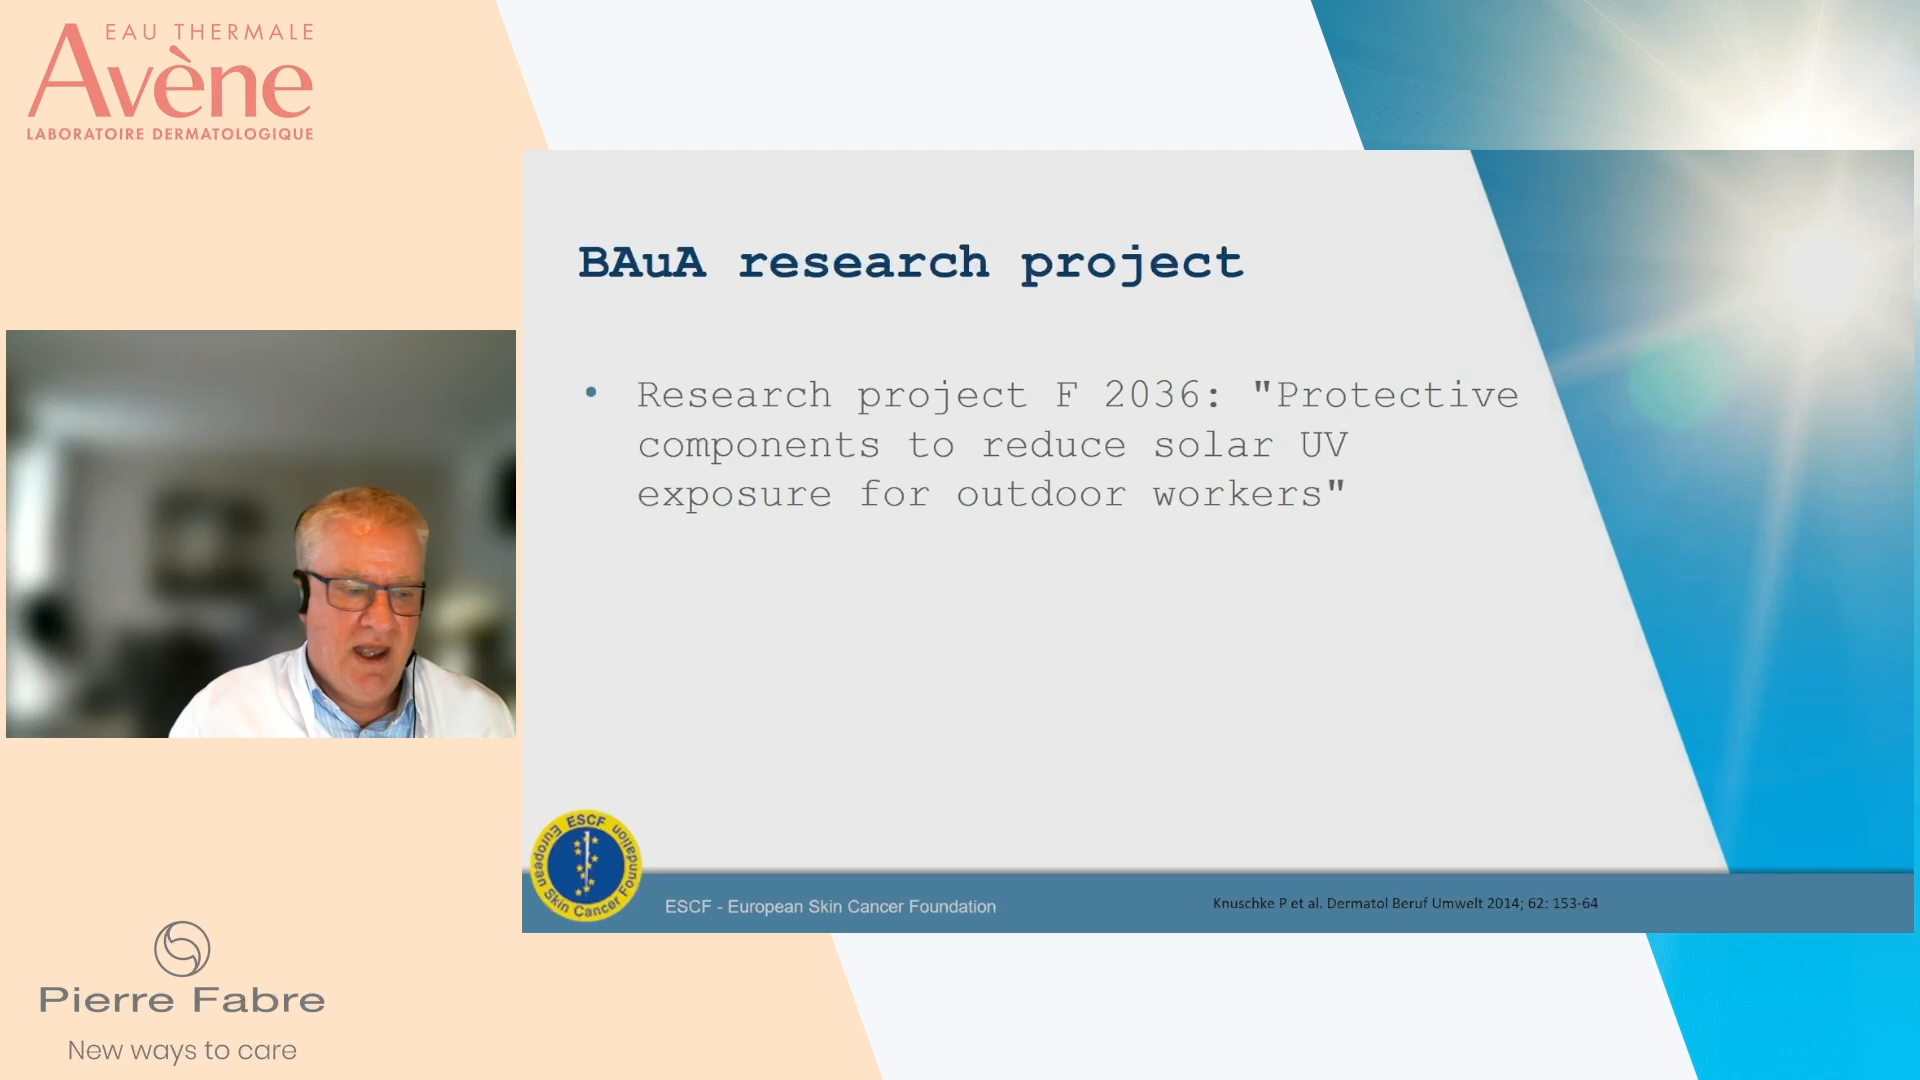 EAU THERMALE
Avène
LABORATOIRE DERMATOLOGIQUE
BAuA research project
• Research project F 2036: "Protective
components to reduce solar UV
exposure for outdoor workers"
ESCF
European Skin Cancer Foundation
ESCF - European Skin Cancer Foundation
Knuschke P et al. Dermatol Beruf Umwelt 2014; 62: 153-64
Pierre Fabre
New ways to care